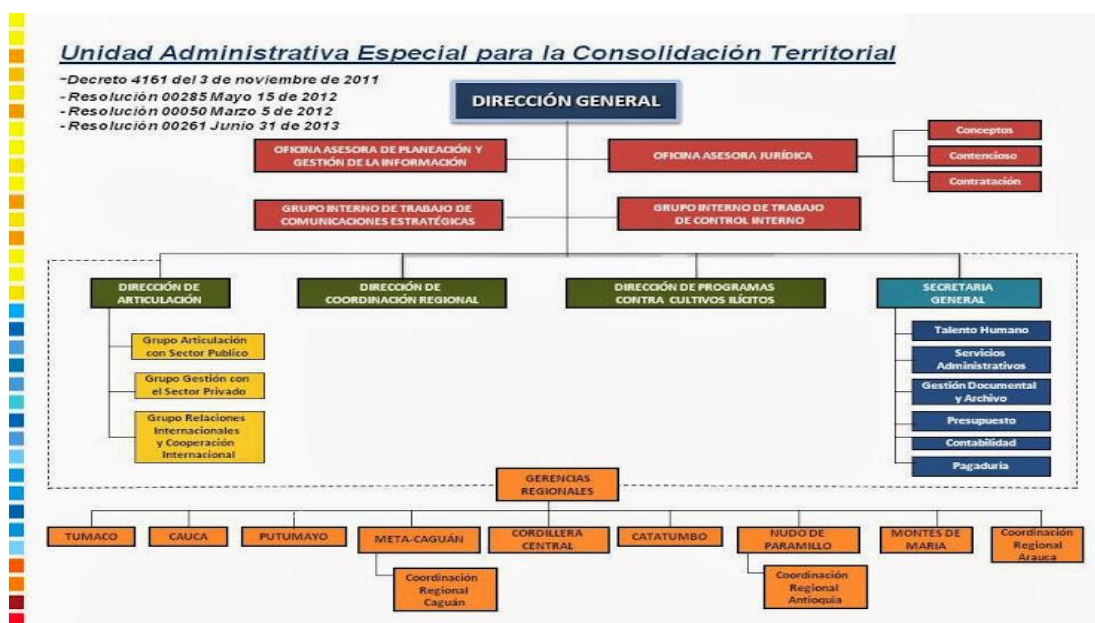 Unidad Administrativa Especial para la Consolidación Territorial
-Decreto 4161 del 3 de noviembre de 2011
- Resolución 00285 Mayo 15 de 2012
- Resolución 00050 Marzo 5 de 2012
- Resolución 00261 Junio 31 de 2013
DIRECCIÓN GENERAL
OFICINA ASESORA DE PLANEACIÓN Y
GESTIÓN DE LA INFORMACIÓN
OFICINA ASESORA JURÍDICA
Conceptos
Contencioso
Contratación
GRUPO INTERNO DE TRABAJO DE
COMUNICACIONES ESTRATÉGICAS
GRUPO INTERNO DE TRABAJO
DE CONTROL INTERNO
DIRECCIÓN DE
ARTICULACIÓN
DIRECCIÓN DE
COORDINACIÓN REGIONAL
DIRECCIÓN DE PROGRAMAS
CONTRA CULTIVOS ILÍCITOS
SECRETARIA
GENERAL
Grupo Articulación
con Sector Publico
Grupo Gestión con
el Sector Privado
Grupo Relaciones
Internacionales
y Cooperación
Internacional
Talento Humano
Servicios
Administrativos
Gestión Documental
y Archivo
Presupuesto
Contabilidad
Pagaduria
GERENCIAS
REGIONALES
TUMACO
CAUCA
PUTUMAYO
META-CAGUÁN
CORDILLERA
CENTRAL
CATATUMBO
NUDO DE
PARAMILLO
MONTES DE
MARIA
Coordinación
Regional
Arauca
Coordinación
Regional
Caguán
Coordinación
Regional
Antioquia